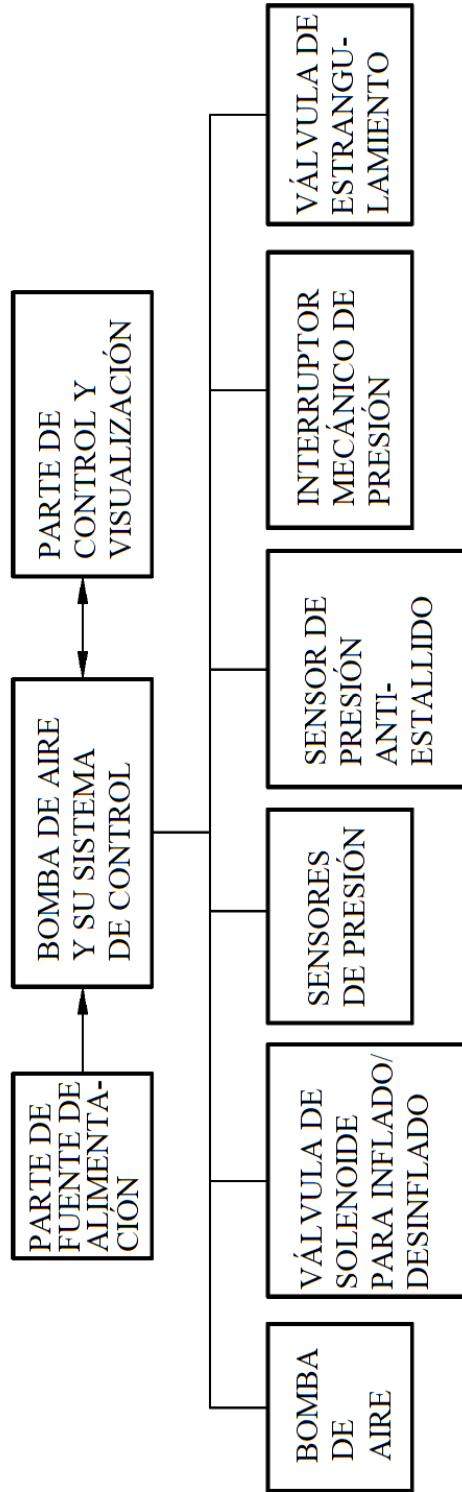 PARTE DE
FUENTE DE
ALIMENTA-
CIÓN
BOMBA DE AIRE
Y SU SISTEMA
DE CONTROL
PARTE DE
CONTROL Y
VISUALIZACIÓN
BOMBA
DE
AIRE
VÁLVULA DE
SOLENOIDE
PARA INFLADO/
DESINFLADO
SENSORES
DE PRESIÓN
SENSOR DE
PRESIÓN
ANTI-
ESTALLIDO
INTERRUPTOR
MECÁNICO DE
PRESIÓN
VÁLVULA DE
ESTRANGU-
LAMIENTO